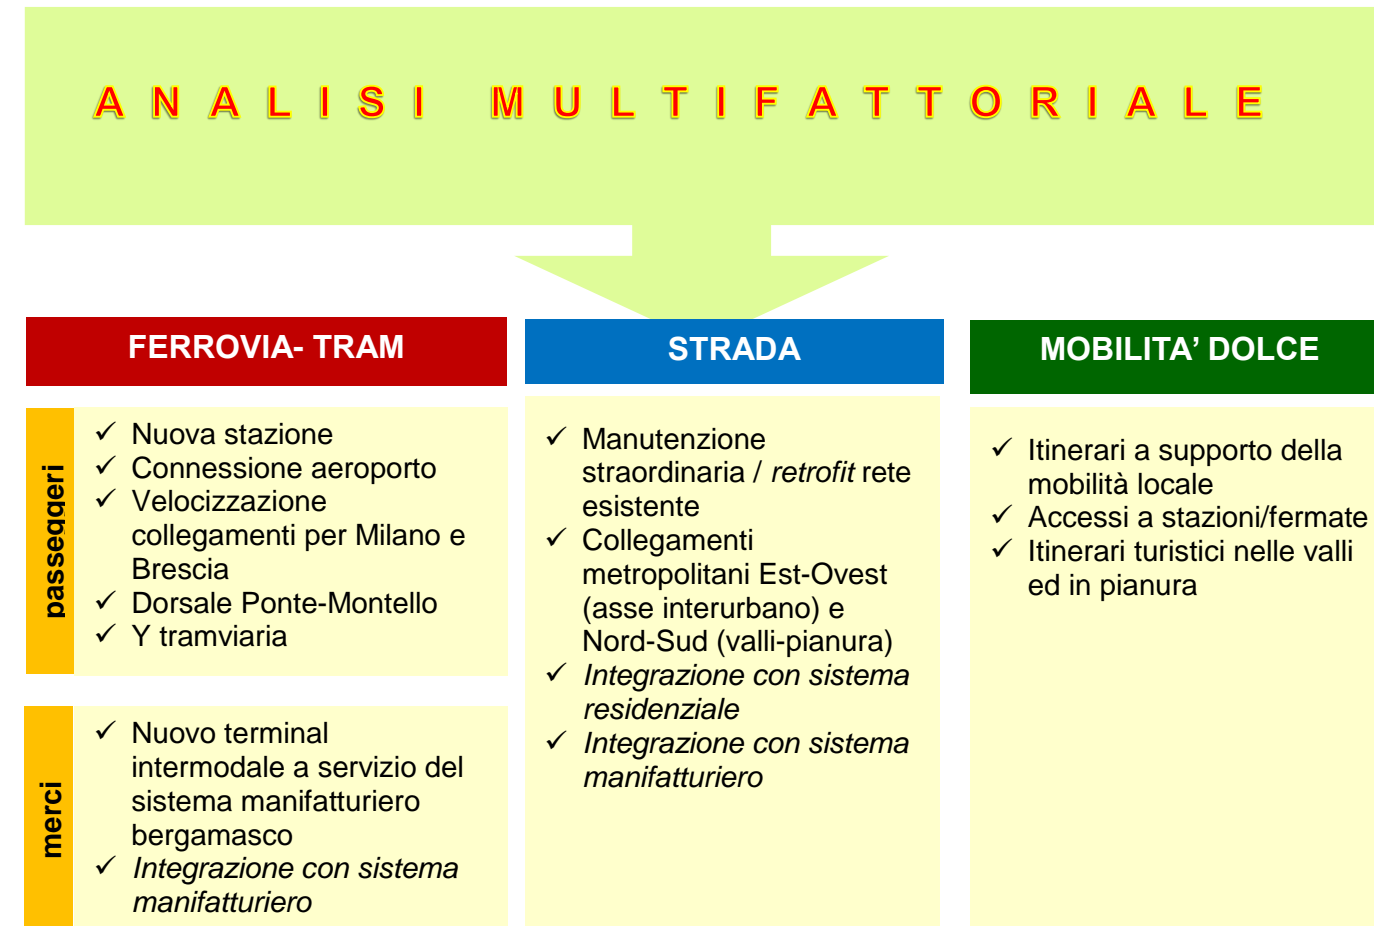 ANALISI MULTIFATTORIALE
FERROVIA- TRAM
passeggeri
✓ Nuova stazione
✓ Connessione aeroporto
✓ Velocizzazione
collegamenti per Milano e
Brescia
✓ Dorsale Ponte-Montello
✓ Y tramviaria
merci
✓ Nuovo terminal
intermodale a servizio del
sistema manifatturiero
bergamasco
✓ Integrazione con sistema
manifatturiero
STRADA
✓ Manutenzione
straordinaria / retrofit rete
esistente
✓ Collegamenti
metropolitani Est-Ovest
(asse interurbano) e
Nord-Sud (valli-pianura)
✓ Integrazione con sistema
residenziale
✓ Integrazione con sistema
manifatturiero
MOBILITA’ DOLCE
✓ Itinerari a supporto della
mobilità locale
✓ Accessi a stazioni/fermate
✓ Itinerari turistici nelle valli
ed in pianura